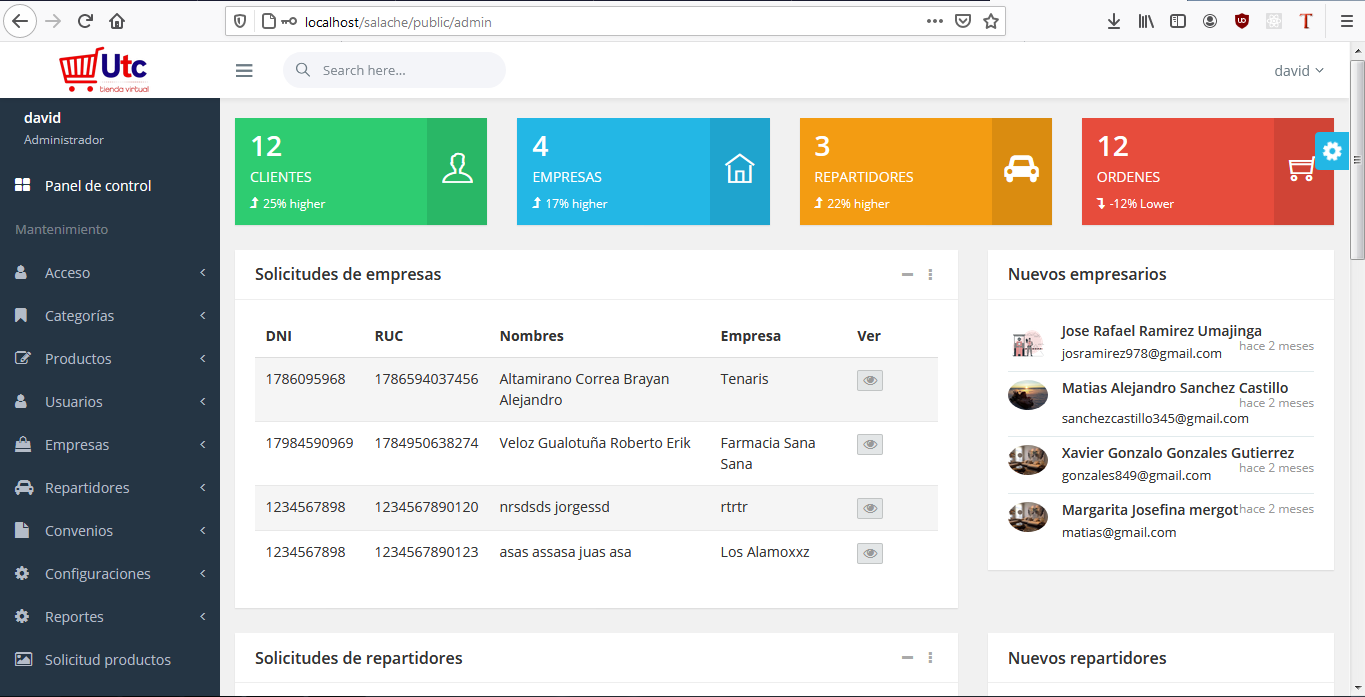 localhost/salache/public/admin
Utc
tienda virtual
Search here...
david
david
Administrador
Panel de control
Mantenimiento
Acceso
Categorías
Productos
Usuarios
Empresas
Repartidores
Convenios
Configuraciones
Reportes
Solicitud productos
12
CLIENTES
25% higher
4
EMPRESAS
17% higher
3
REPARTIDORES
22% higher
12
ORDENES
-12% Lower
Solicitudes de empresas
DNI RUC Nombres Empresa Ver
1786095968 1786594037456 Altamirano Correa Brayan Tenaris
Alejandro
17984590969 1784950638274 Veloz Gualotuña Roberto Erik Farmacia Sana
Sana
1234567898 1234567890120 nrsdsds jorgessd rtrtr
1234567898 1234567890123 asas assasa juas asa Los Alamoxxz
Nuevos empresarios
Jose Rafael Ramirez Umajinga
hace 2 meses
josramirez978@gmail.com
Matias Alejandro Sanchez Castillo
hace 2 meses
sanchezcastillo345@gmail.com
Xavier Gonzalo Gonzales Gutierrez
hace 2 meses
gonzales849@gmail.com
Margarita Josefina mergot hace 2 meses
matias@gmail.com
Solicitudes de repartidores
Nuevos repartidores